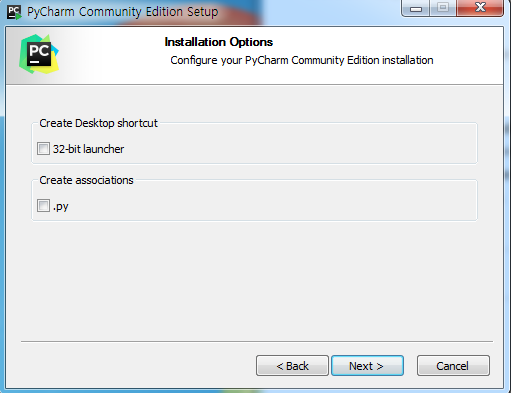 PC PyCharm Community Edition Setup
PC
Installation Options
Configure your PyCharm Community Edition installation
Create Desktop shortcut
32-bit launcher
Create associations
.py
< Back Next > Cancel